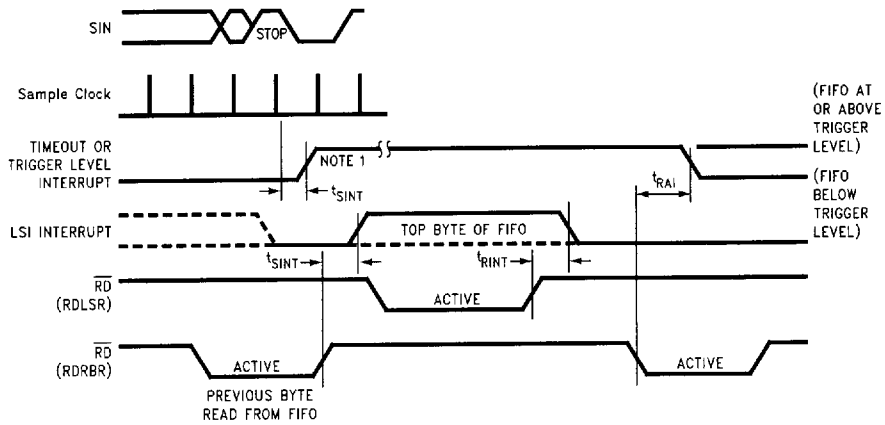 SIN
STOP
Sample Clock
(FIFO AT
OR ABOVE
TRIGGER
LEVEL)
TIMEOUT OR
TRIGGER LEVEL
INTERRUPT
NOTE 1
tSINT
tRAI
(FIFO
BELOW
TRIGGER
LEVEL)
LSI INTERRUPT
TOP BYTE OF FIFO
tSINT
tRINT
RD
(RDLSR)
ACTIVE
RD
(RDRBR)
ACTIVE
ACTIVE
PREVIOUS BYTE
READ FROM FIFO